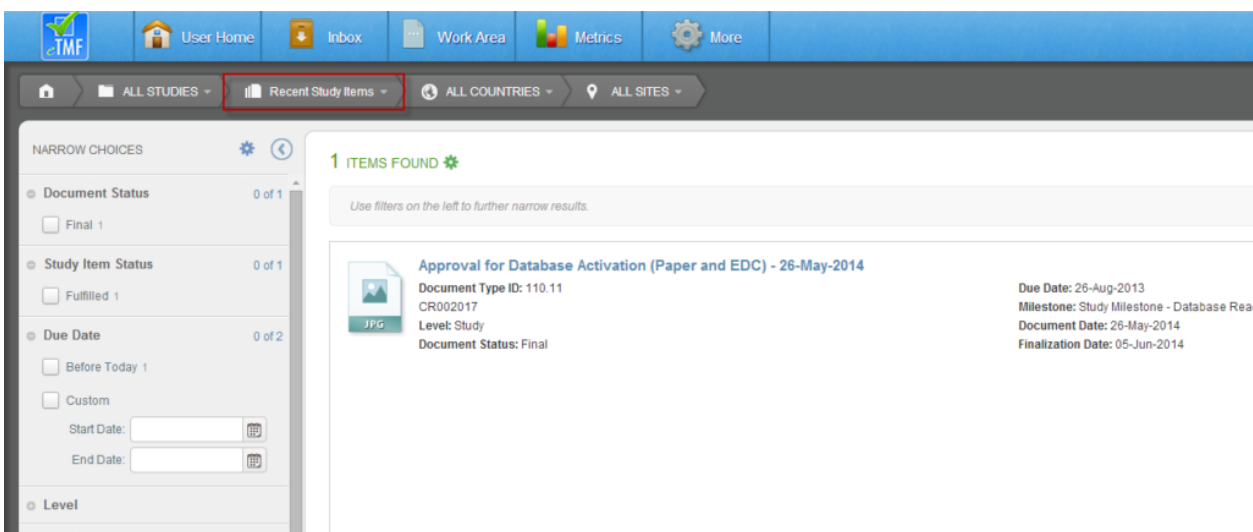 eTMF
User Home
Inbox
Work Area
Metrics
More
ALL STUDIES
Recent Study Items
ALL COUNTRIES
ALL SITES
NARROW CHOICES
Document Status 0 of 1
Final 1
Study Item Status 0 of 1
Fulfilled 1
Due Date 0 of 2
Before Today 1
Custom
Start Date:
End Date:
Level
1 ITEMS FOUND
Use filters on the left to further narrow results.
JPG
Approval for Database Activation (Paper and EDC) - 26-May-2014
Document Type ID: 110.11
CR002017
Level: Study
Document Status: Final
Due Date: 26-Aug-2013
Milestone: Study Milestone - Database Rea
Document Date: 26-May-2014
Finalization Date: 05-Jun-2014